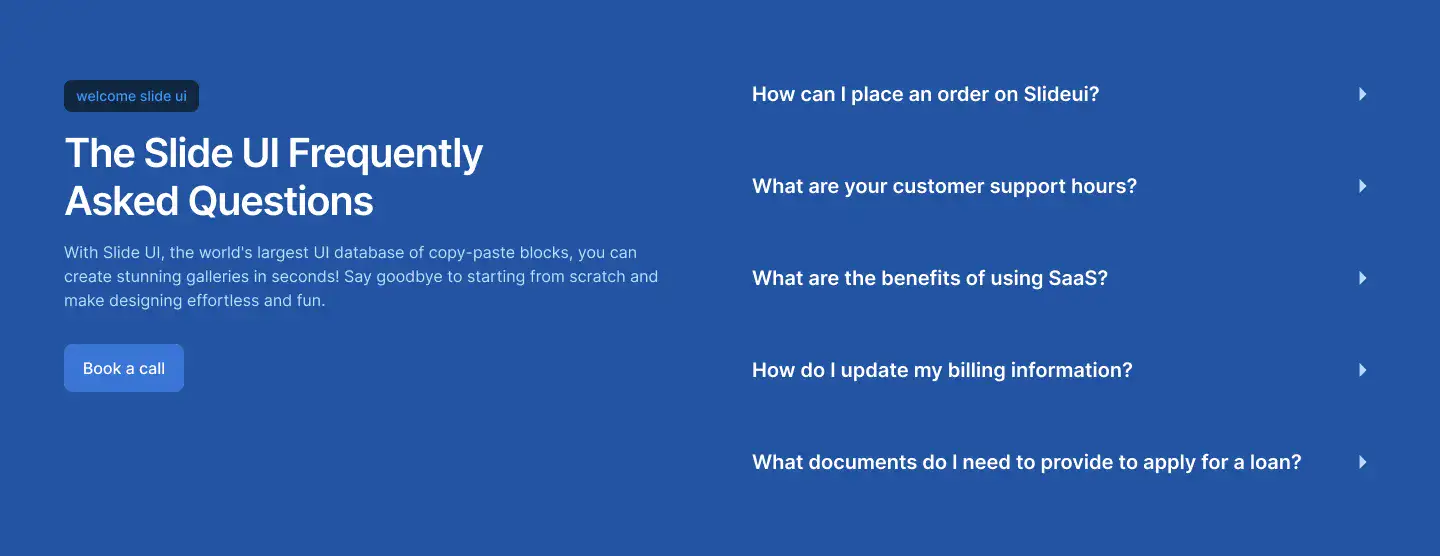 welcome slide ui
The Slide UI Frequently
Asked Questions
With Slide UI, the world's largest UI database of copy-paste blocks, you can
create stunning galleries in seconds! Say goodbye to starting from scratch and
make designing effortless and fun.
Book a call
How can I place an order on Slideui?
What are your customer support hours?
What are the benefits of using SaaS?
How do I update my billing information?
What documents do I need to provide to apply for a loan?